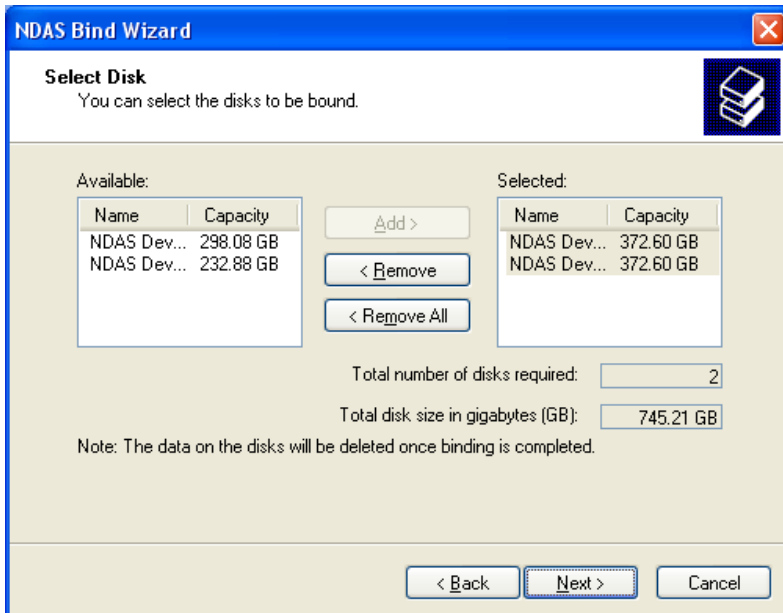 NDAS Bind Wizard
Select Disk
You can select the disks to be bound.
Available:
Name Capacity
NDAS Dev... 298.08 GB
NDAS Dev... 232.88 GB
Add >
< Remove
< Remove All
Selected:
Name Capacity
NDAS Dev... 372.60 GB
NDAS Dev... 372.60 GB
Total number of disks required: 2
Total disk size in gigabytes (GB): 745.21 GB
Note: The data on the disks will be deleted once binding is completed.
< Back Next > Cancel